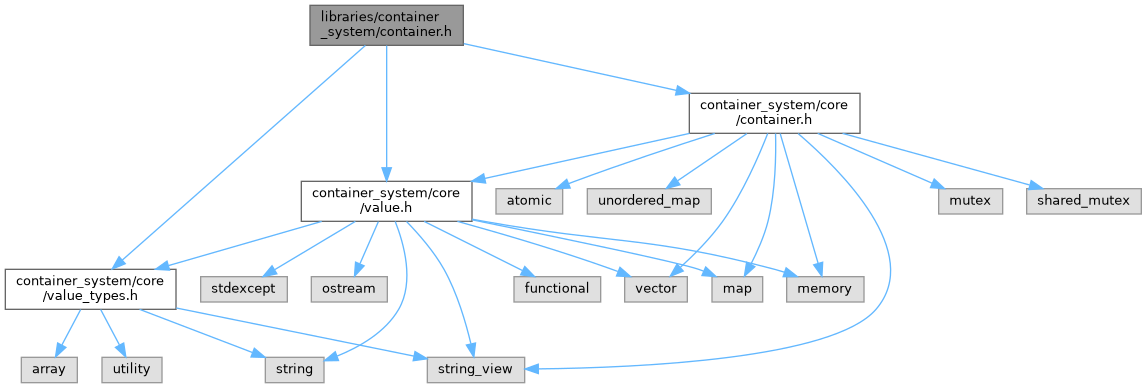 libraries/container
_system/container.h
container_system/core
/container.h
container_system/core
/value.h
atomic
unordered_map
mutex
shared_mutex
container_system/core
/value_types.h
stdexcept
ostream
functional
vector
map
memory
array
utility
string
string_view